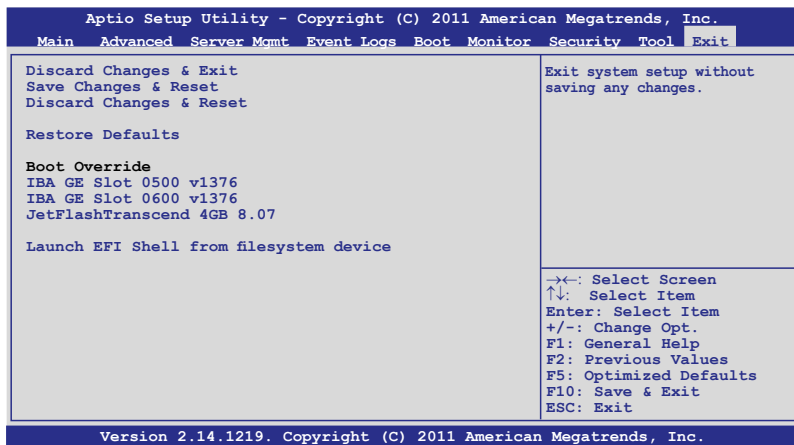 Aptio Setup Utility - Copyright (C) 2011 American Megatrends, Inc.
Main Advanced Server Mgmt Event Logs Boot Monitor Security Tool Exit
Discard Changes & Exit
Save Changes & Reset
Discard Changes & Reset
Restore Defaults
Boot Override
IBA GE Slot 0500 v1376
IBA GE Slot 0600 v1376
JetFlashTranscend 4GB 8.07
Launch EFI Shell from filesystem device
Exit system setup without
saving any changes.
→←: Select Screen
↑↓: Select Item
Enter: Select Item
+/-: Change Opt.
F1: General Help
F2: Previous Values
F5: Optimized Defaults
F10: Save & Exit
ESC: Exit
Version 2.14.1219. Copyright (C) 2011 American Megatrends, Inc.